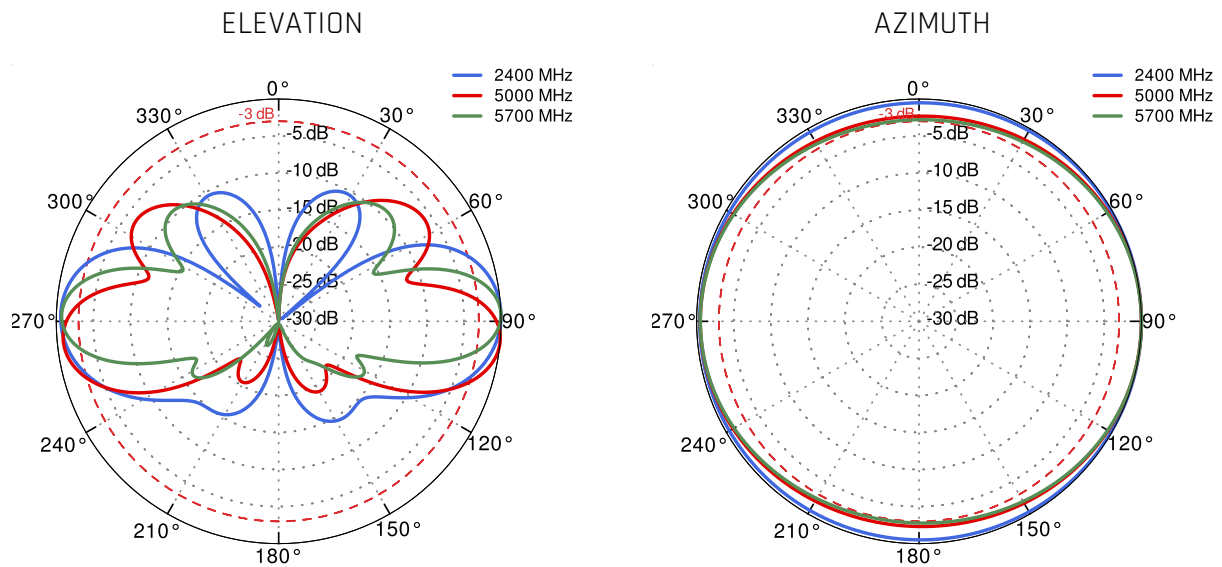 ELEVATION
2400 MHz
5000 MHz
5700 MHz
0°
-3 dB
330°
30°
-5 dB
-10 dB
300°
60°
-15 dB
-20 dB
-25 dB
270°
-30 dB
90°
240°
120°
210°
150°
180°
AZIMUTH
2400 MHz
5000 MHz
5700 MHz
0°
-3 dB
330°
30°
-5 dB
-10 dB
300°
60°
-15 dB
-20 dB
-25 dB
270°
-30 dB
90°
240°
120°
210°
150°
180°